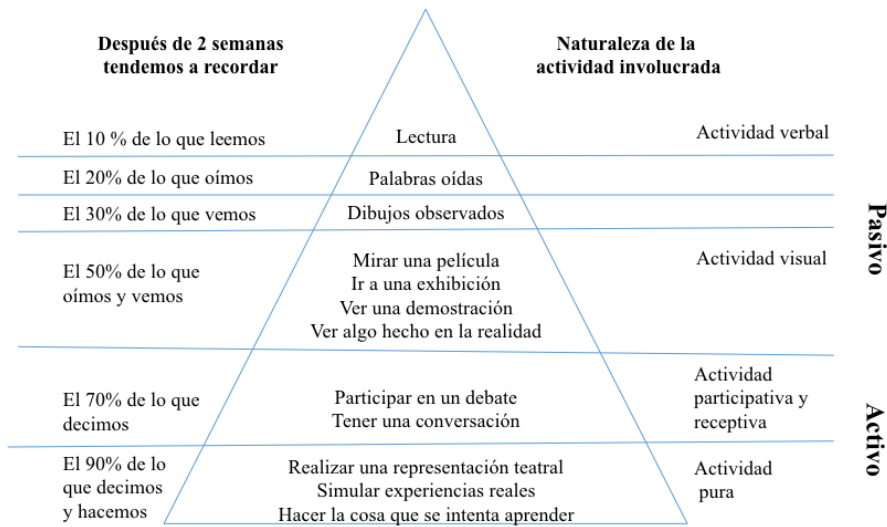 Después de 2 semanas
tendemos a recordar
Naturaleza de la
actividad involucrada
El 10 % de lo que leemos
Lectura
Actividad verbal
El 20% de lo que oímos
Palabras oídas
El 30% de lo que vemos
Dibujos observados
Pasivo
El 50% de lo que
oímos y vemos
Mirar una película
Ir a una exhibición
Ver una demostración
Ver algo hecho en la realidad
Actividad visual
El 70% de lo que
decimos
Participar en un debate
Tener una conversación
Actividad
participativa y
receptiva
Activo
El 90% de lo
que decimos
y hacemos
Realizar una representación teatral
Simular experiencias reales
Hacer la cosa que se intenta aprender
Actividad
pura